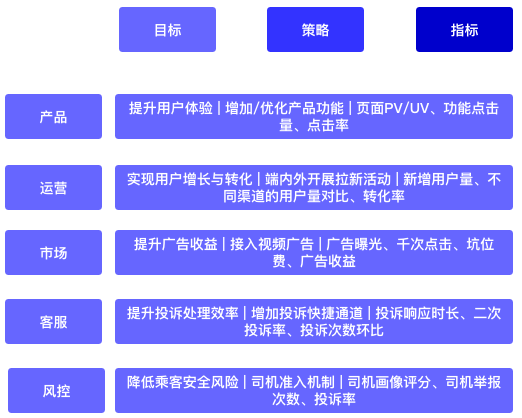 目标
策略
指标
产品
提升用户体验 | 增加/优化产品功能 | 页面PV/UV、功能点击
量、点击率
运营
实现用户增长与转化 | 端内外开展拉新活动 | 新增用户量、不
同渠道的用户量对比、转化率
市场
提升广告收益 | 接入视频广告 | 广告曝光、千次点击、坑位
费、广告收益
客服
提升投诉处理效率 | 增加投诉快捷通道 | 投诉响应时长、二次
投诉率、投诉次数环比
风控
降低乘客安全风险 | 司机准入机制 | 司机画像评分、司机举报
次数、投诉率